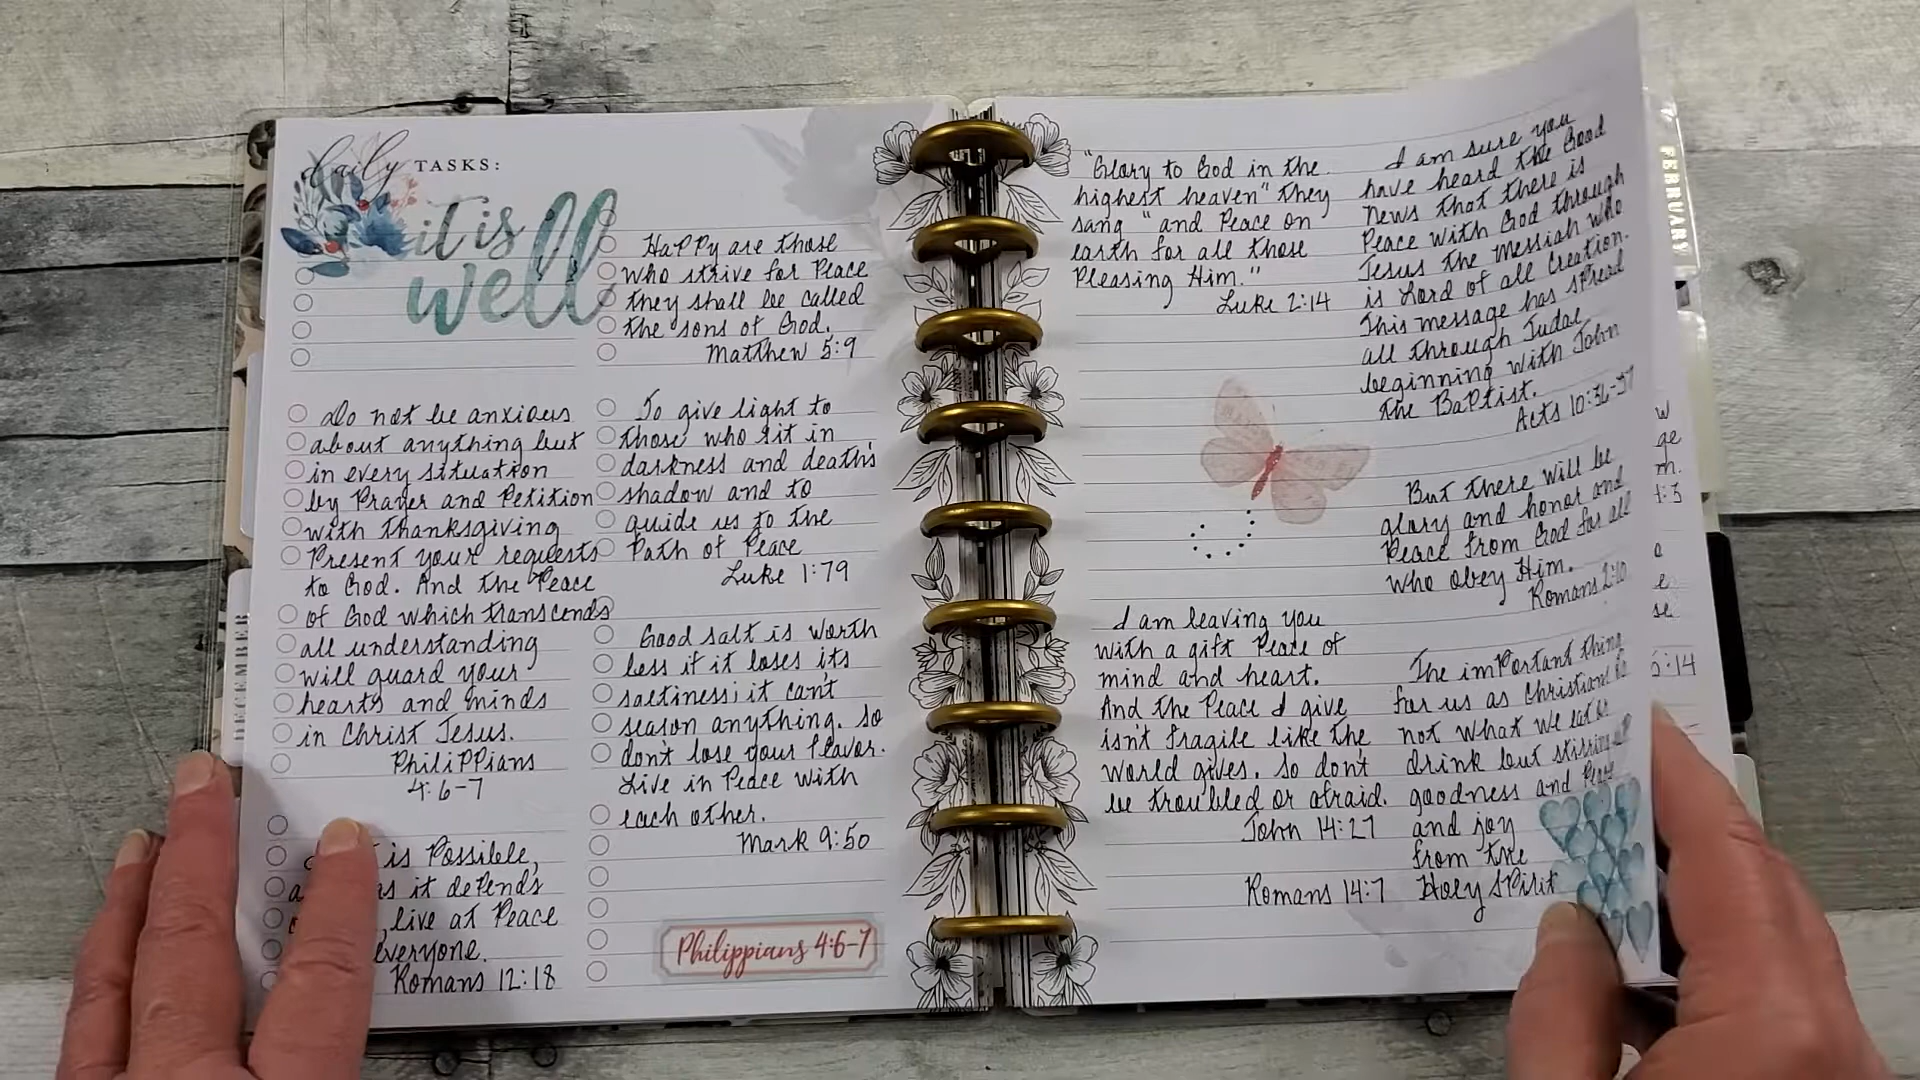 daily TASKS:
it is
well
Do not be anxious
about anything but
in every situation
by Prayer and Petition
with thanksgiving
Present your requests
to God. And the Peace
of God which transcends
all understanding
will guard your
hearts and minds
in Christ Jesus.
PhiliPPians
4:6-7
is Possible,
as it depends
, live at Peace
everyone.
Romans 12:18
HaPPy are those
who strive for Peace
they shall be called
the sons of God.
Matthew 5:9
To give light to
those who sit in
darkness and death's
shadow and to
guide us to the
Path of Peace
Luke 1:79
Good salt is worth
less if it loses its
saltiness; it can't
season anything. So
don't lose your flavor.
Live in Peace with
each other.
Mark 9:50
Philippians 4:6-7
"Glory to God in the
highest heaven" they
sang "and Peace on
earth for all those
Pleasing Him."
Luke 2:14
I am leaving you
with a gift Peace of
mind and heart.
And the Peace I give
isn't fragile like the
world gives. So don't
be troubled or afraid.
John 14:27
I am sure you
have heard the Good
News that there is
Peace with God through
Jesus the Messiah who
is Lord of all Creation.
This message has spread
all through Judae
beginning with John
the BaPtist.
Acts 10:36-37
But there will be
glory and honor and
Peace from God for all
who obey Him.
Romans 2:10
The imPortant thing
for us as Christians is
not what we eat or
drink but stirring up
goodness and Peace
and joy
from the
Holy SPirit
Romans 14:7
DECEMBER
FEBRUARY
5:14